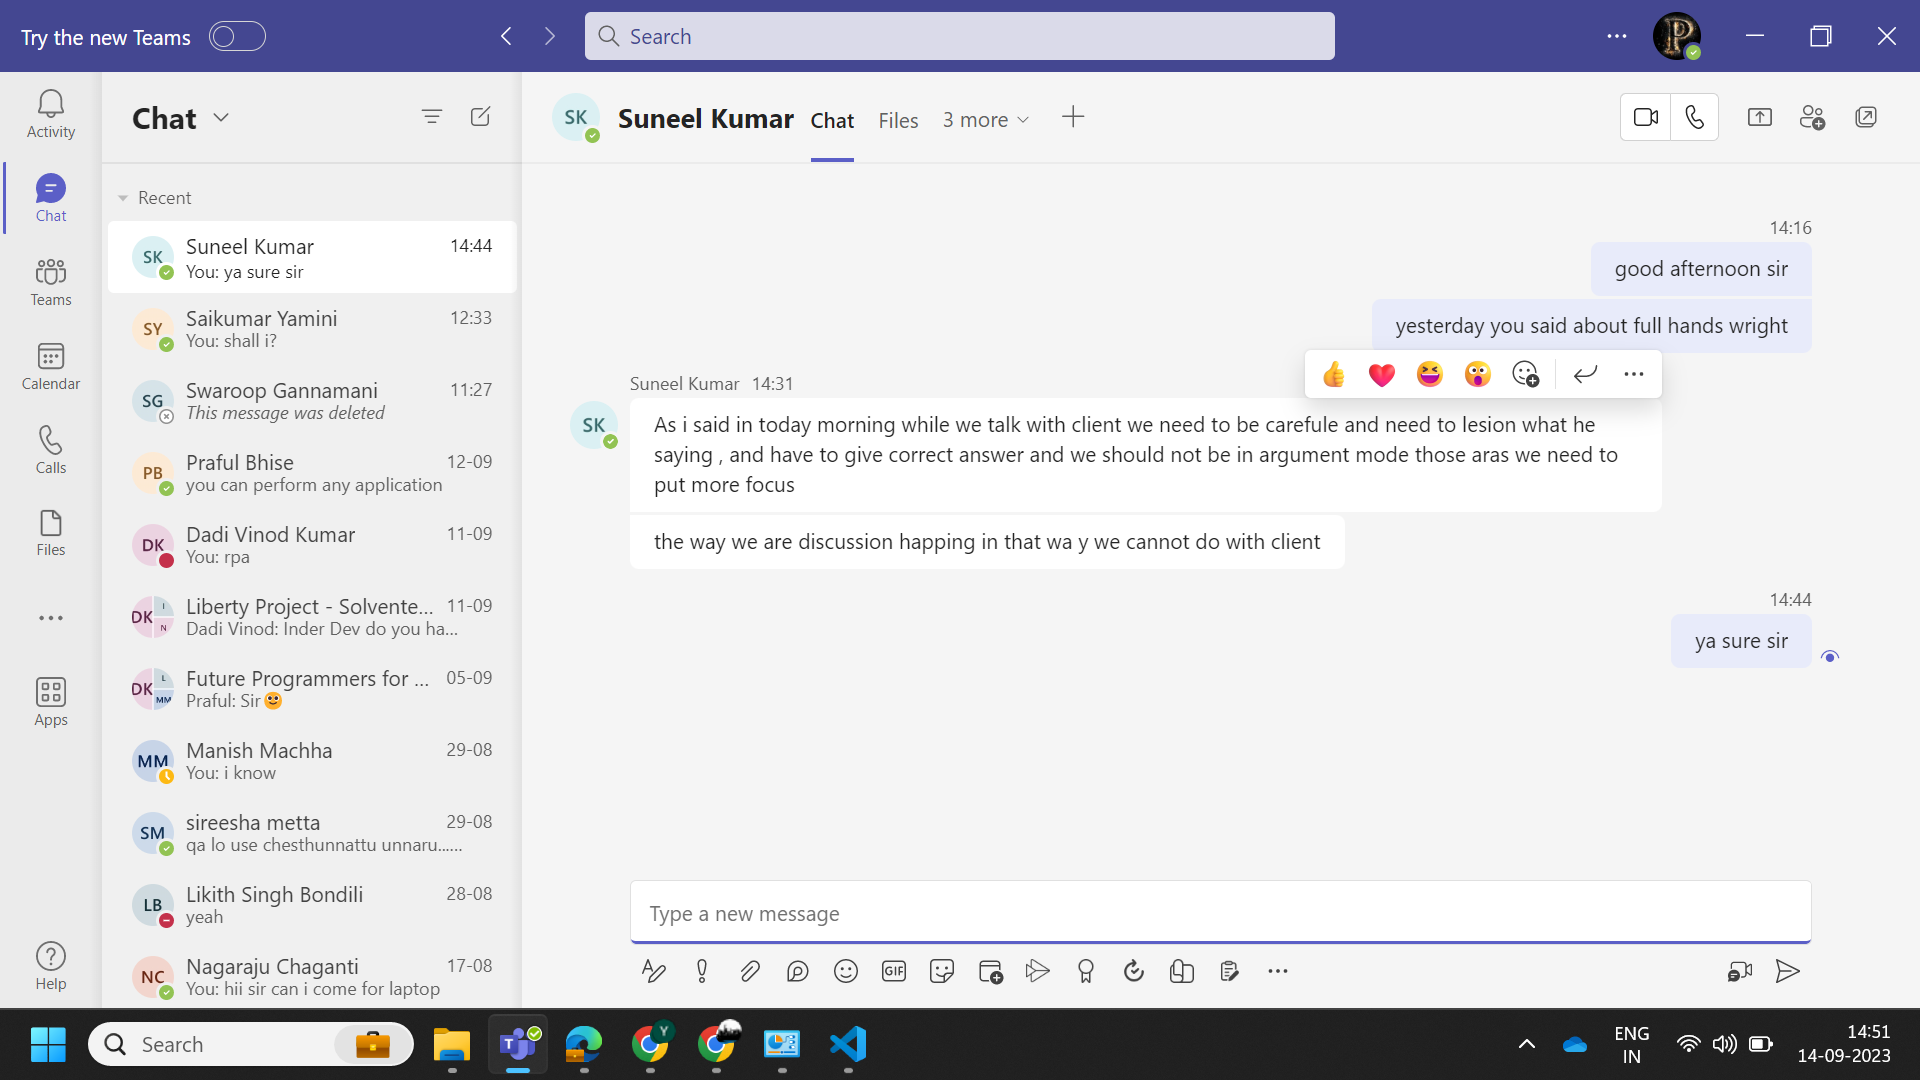 Try the new Teams
Search
P
Activity
Chat
Teams
Calendar
Calls
Files
Apps
Help
Chat
Recent
SK Suneel Kumar 14:44
You: ya sure sir
SY Saikumar Yamini 12:33
You: shall i?
SG Swaroop Gannamani 11:27
This message was deleted
PB Praful Bhise 12-09
you can perform any application
DK Dadi Vinod Kumar 11-09
You: rpa
DK I N Liberty Project - Solvente... 11-09
Dadi Vinod: Inder Dev do you ha...
DK L MM Future Programmers for ... 05-09
Praful: Sir
MM Manish Machha 29-08
You: i know
SM sireesha metta 29-08
qa lo use chesthunnattu unnaru......
LB Likith Singh Bondili 28-08
yeah
NC Nagaraju Chaganti 17-08
You: hii sir can i come for laptop
SK Suneel Kumar Chat Files 3 more
14:16
good afternoon sir
yesterday you said about full hands wright
Suneel Kumar 14:31
SK
As i said in today morning while we talk with client we need to be carefule and need to lesion what he
saying , and have to give correct answer and we should not be in argument mode those aras we need to
put more focus
the way we are discussion happing in that wa y we cannot do with client
14:44
ya sure sir
Type a new message
GIF
Search
T
Y
ENG
IN
14:51
14-09-2023